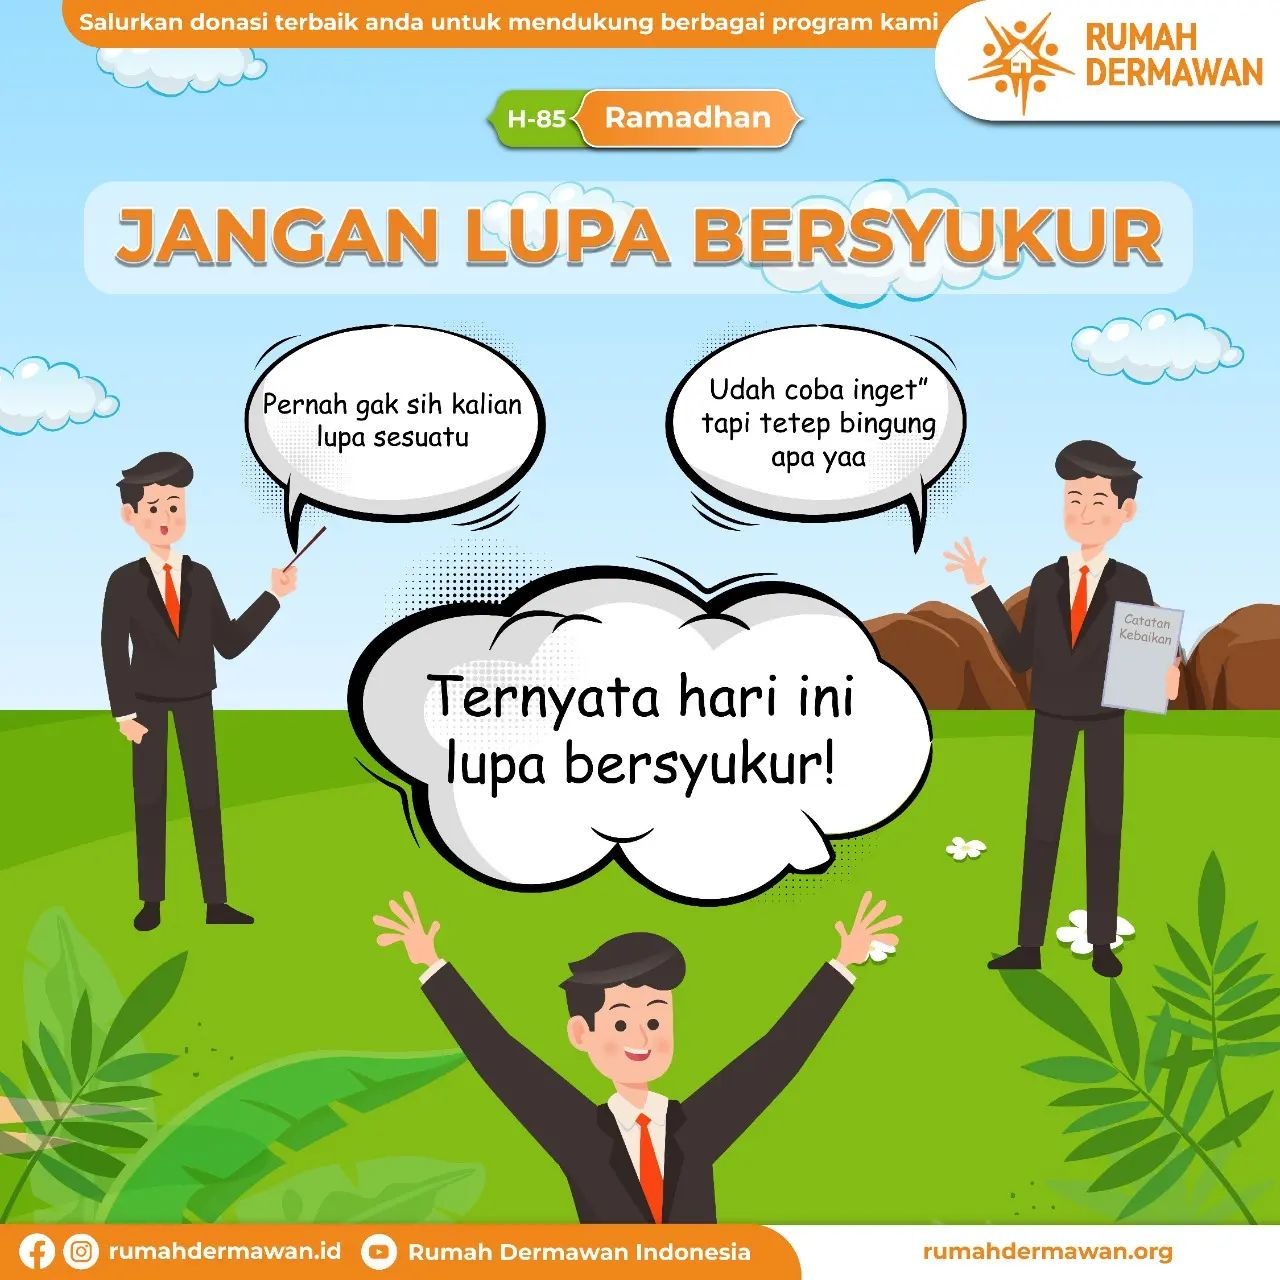 Salurkan donasi terbaik anda untuk mendukung berbagai program kami
RUMAH
DERMAWAN
H-85 Ramadhan
JANGAN LUPA BERSYUKUR
Pernah gak sih kalian
lupa sesuatu
Udah coba inget”
tapi tetep bingung
apa yaa
Catatan
Kebaikan
Ternyata hari ini
lupa bersyukur!
rumahdermawan.id Rumah Dermawan Indonesia rumahdermawan.org